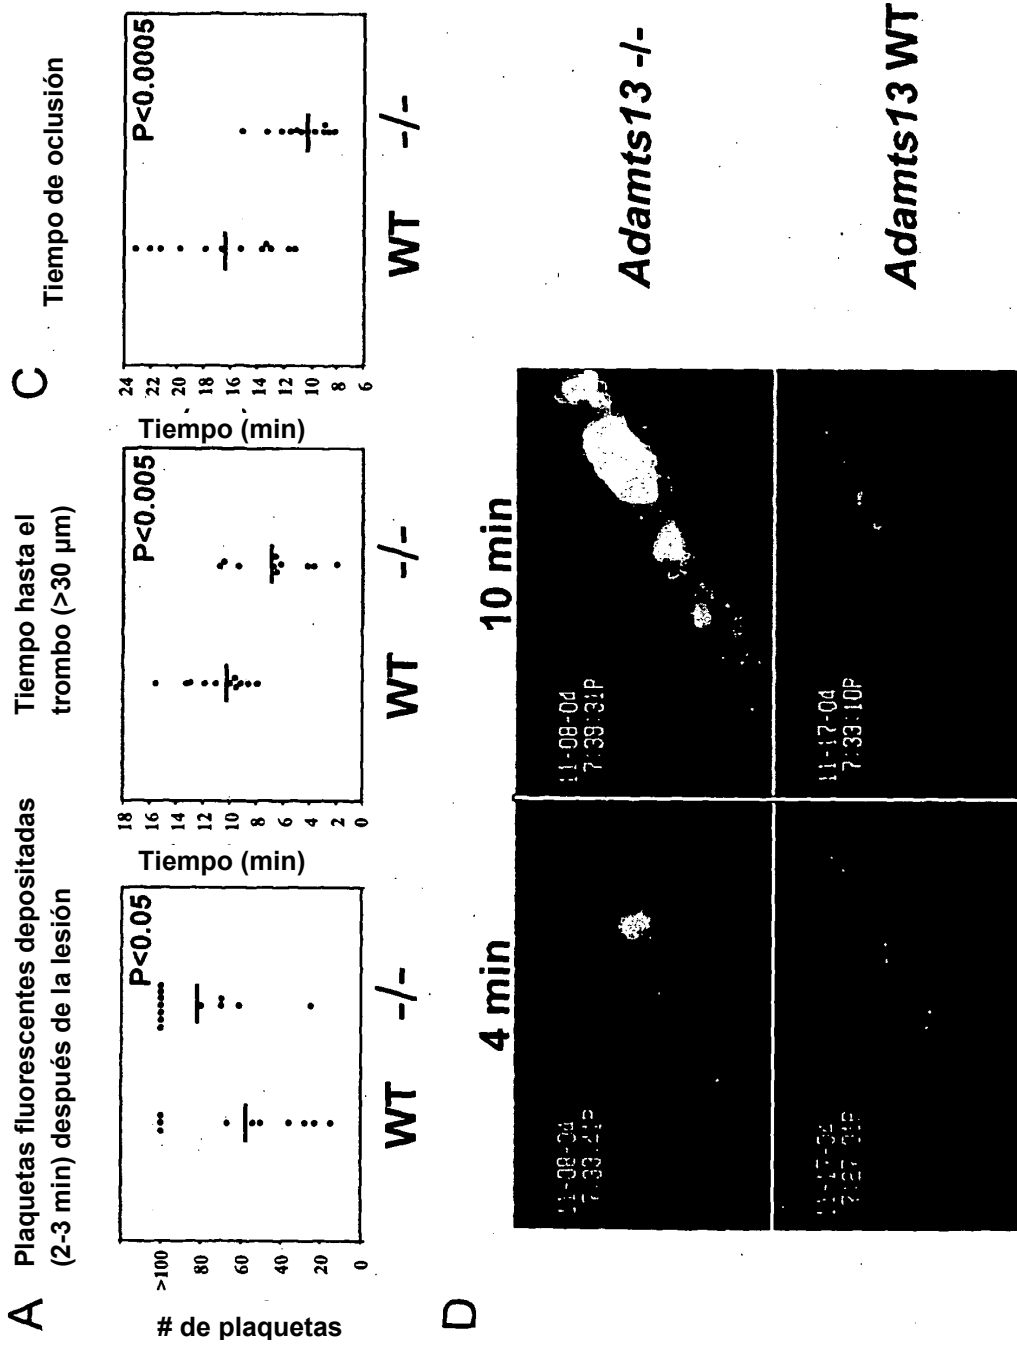 A
Plaquetas fluorescentes depositadas
(2-3 min) después de la lesión
# de plaquetas
>100
80
60
40
20
0
P<0.05
WT
-/-
Tiempo hasta el
trombo (>30 µm)
Tiempo (min)
18
16
14
12
10
8
6
4
2
0
P<0.005
WT
-/-
C
Tiempo de oclusión
Tiempo (min)
24
22
20
18
16
14
12
10
8
6
P<0.0005
WT
-/-
D
4 min
10 min
11-08-04
11-08-04
7:39:31P
Adamts13 -/-
11-17-04
7:33:10P
Adamts13 WT